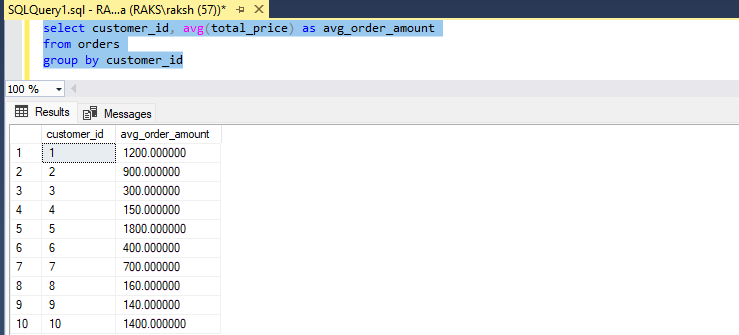 SQLQuery1.sql - RA...a (RAKS\raksh (57))*
select customer_id, avg(total_price) as avg_order_amount
from orders
group by customer_id
100 %
Results Messages
customer_id avg_order_amount
1 1 1200.000000
2 2 900.000000
3 3 300.000000
4 4 150.000000
5 5 1800.000000
6 6 400.000000
7 7 700.000000
8 8 160.000000
9 9 140.000000
10 10 1400.000000